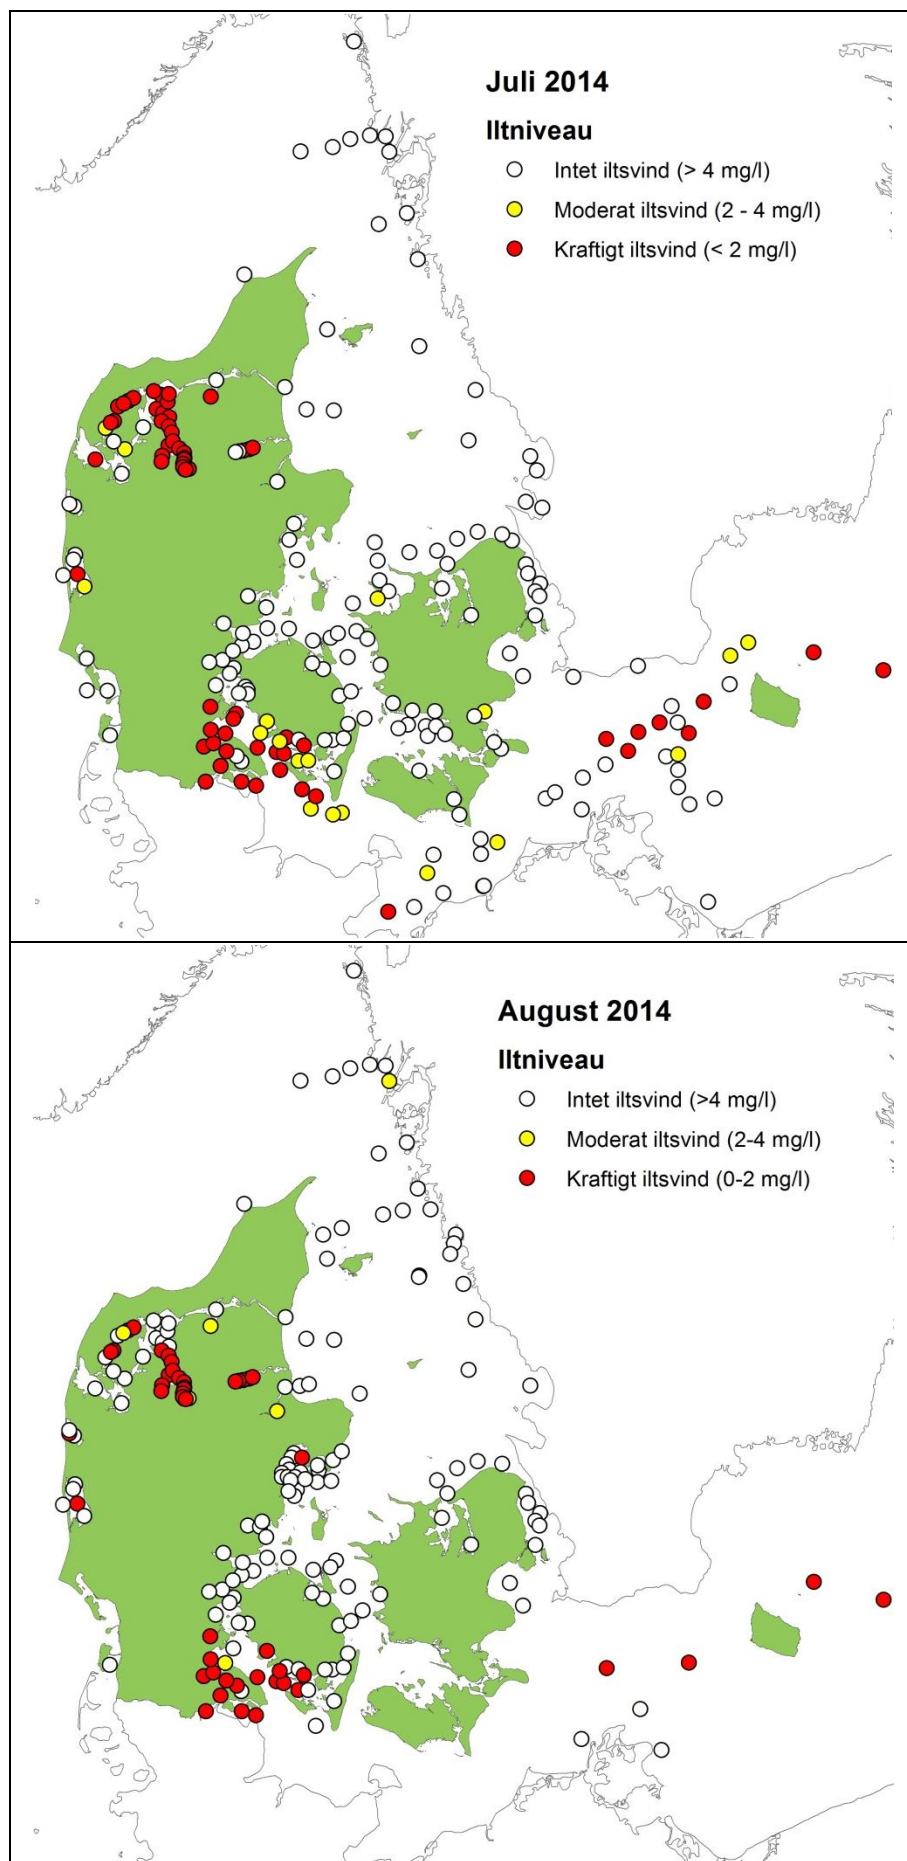 Juli 2014
Iltniveau
Intet iltsvind (> 4 mg/l)
Moderat iltsvind (2 - 4 mg/l)
Kraftigt iltsvind (< 2 mg/l)
August 2014
Iltniveau
Intet iltsvind (>4 mg/l)
Moderat iltsvind (2-4 mg/l)
Kraftigt iltsvind (0-2 mg/l)